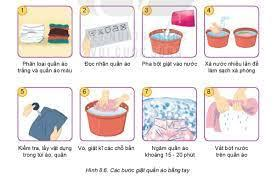 1
2
3
4
Phân loại quần áo
trắng và quần áo màu
Đọc nhãn quần áo
Pha bột giặt vào nước
Xả nước nhiều lần để
làm sạch xà phòng
5
6
7
8
Kiểm tra, lấy vật dụng
trong túi áo, quần
Vò, giặt kĩ các chỗ bẩn
Ngâm quần áo
khoảng 15 - 20 phút
Vắt bớt nước
trên quần áo
Hình 8.6. Các bước giặt quần áo bằng tay